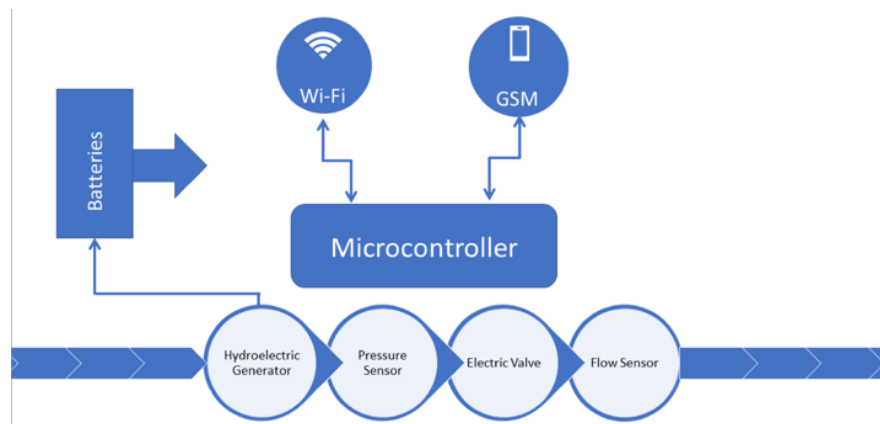 Wi-Fi
GSM
Batteries
Microcontroller
Hydroelectric
Generator
Pressure
Sensor
Electric Valve
Flow Sensor